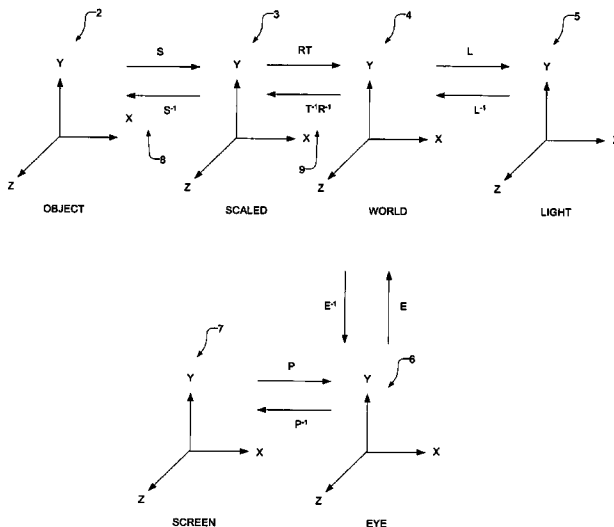 2 3 4 5
S RT L
Y Y Y Y
S-1 T-1R-1 L-1
X X X X
8 9
Z Z Z Z
OBJECT SCALED WORLD LIGHT
E-1 E
7 6
P
Y Y
P-1
X X
Z Z
SCREEN EYE